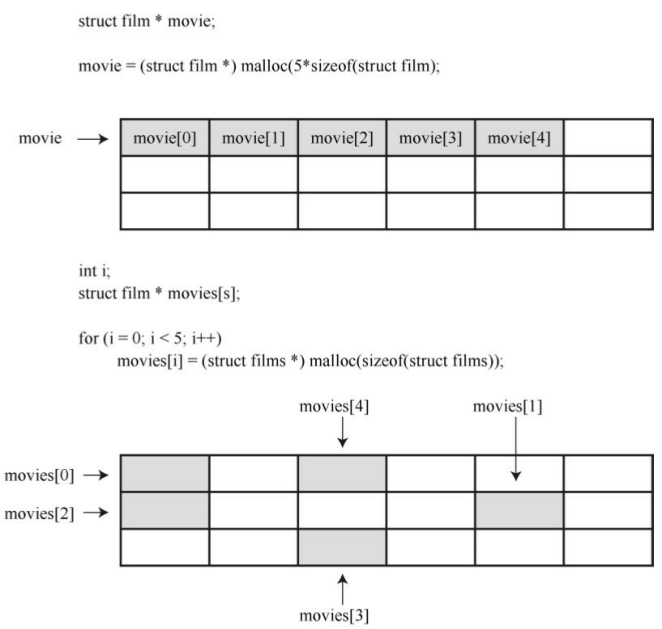 struct film * movie;
movie = (struct film *) malloc(5*sizeof(struct film);
movie
movie[0] movie[1] movie[2] movie[3] movie[4]
int i;
struct film * movies[s];
for (i = 0; i < 5; i++)
movies[i] = (struct films *) malloc(sizeof(struct films));
movies[4] movies[1]
movies[0]
movies[2]
movies[3]